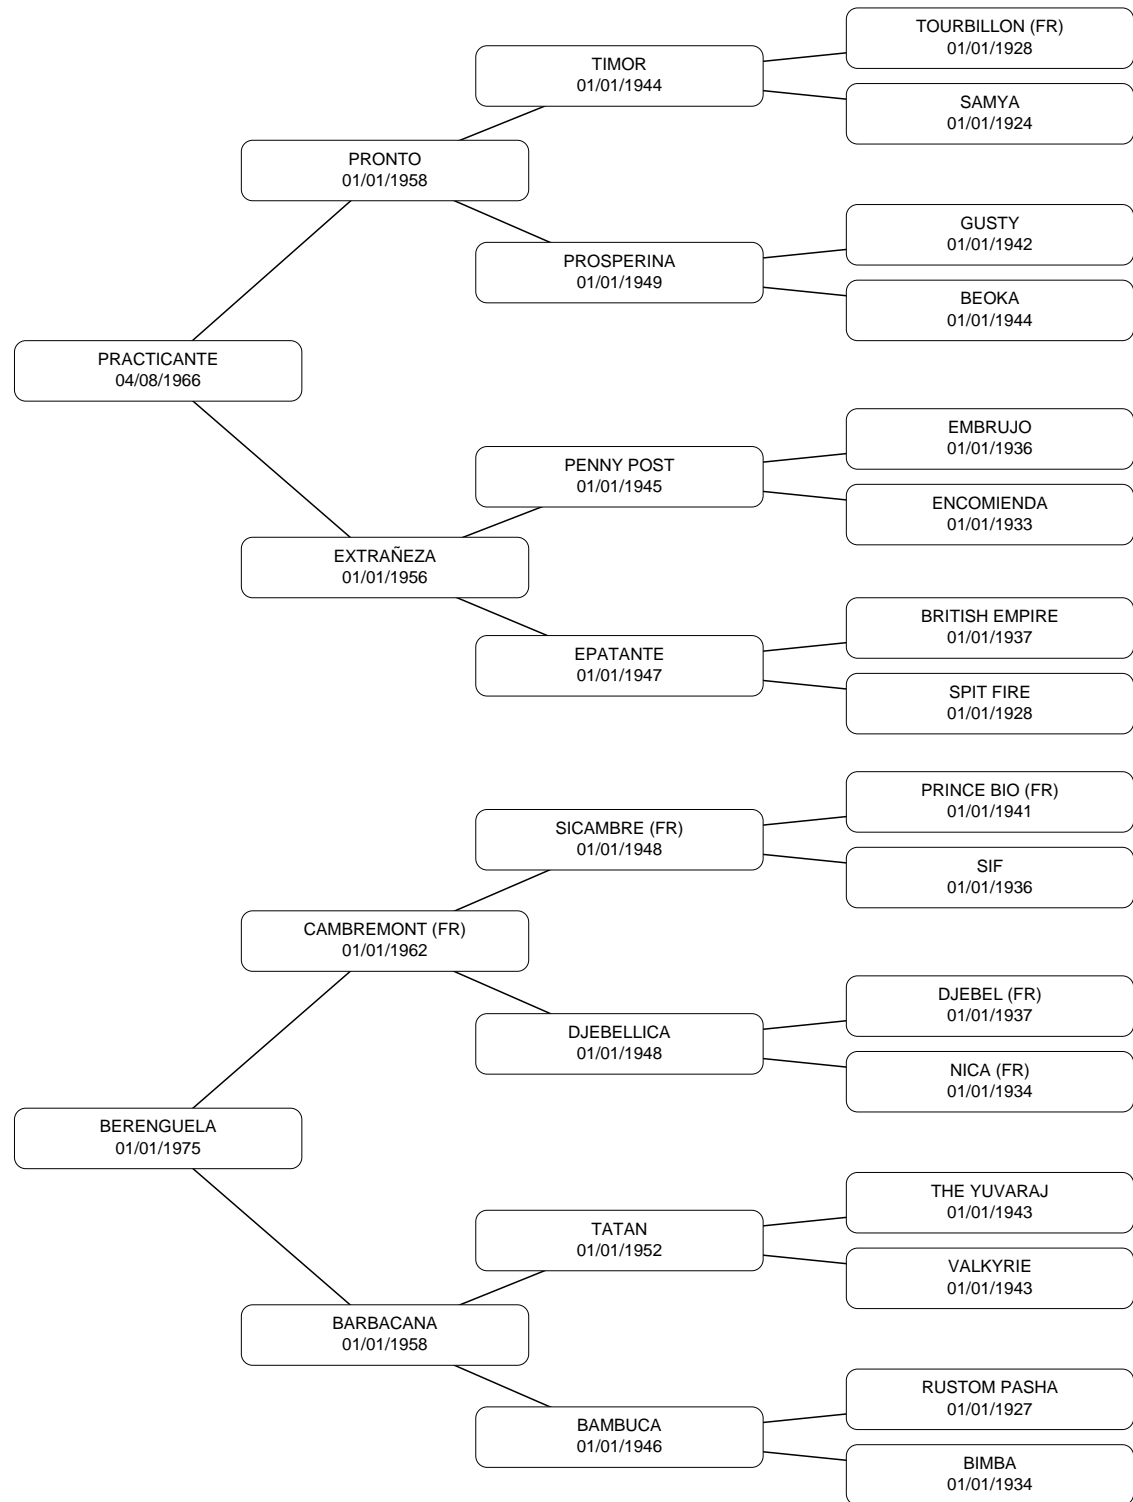 TOURBILLON (FR)
01/01/1928
TIMOR
01/01/1944
SAMYA
01/01/1924
PRONTO
01/01/1958
GUSTY
01/01/1942
PROSPERINA
01/01/1949
BEOKA
01/01/1944
PRACTICANTE
04/08/1966
EMBRUJO
01/01/1936
PENNY POST
01/01/1945
ENCOMIENDA
01/01/1933
EXTRAÑEZA
01/01/1956
BRITISH EMPIRE
01/01/1937
EPATANTE
01/01/1947
SPIT FIRE
01/01/1928
PRINCE BIO (FR)
01/01/1941
SICAMBRE (FR)
01/01/1948
SIF
01/01/1936
CAMBREMONT (FR)
01/01/1962
DJEBEL (FR)
01/01/1937
DJEBELLICA
01/01/1948
NICA (FR)
01/01/1934
BERENGUELA
01/01/1975
THE YUVARAJ
01/01/1943
TATAN
01/01/1952
VALKYRIE
01/01/1943
BARBACANA
01/01/1958
RUSTOM PASHA
01/01/1927
BAMBUCA
01/01/1946
BIMBA
01/01/1934